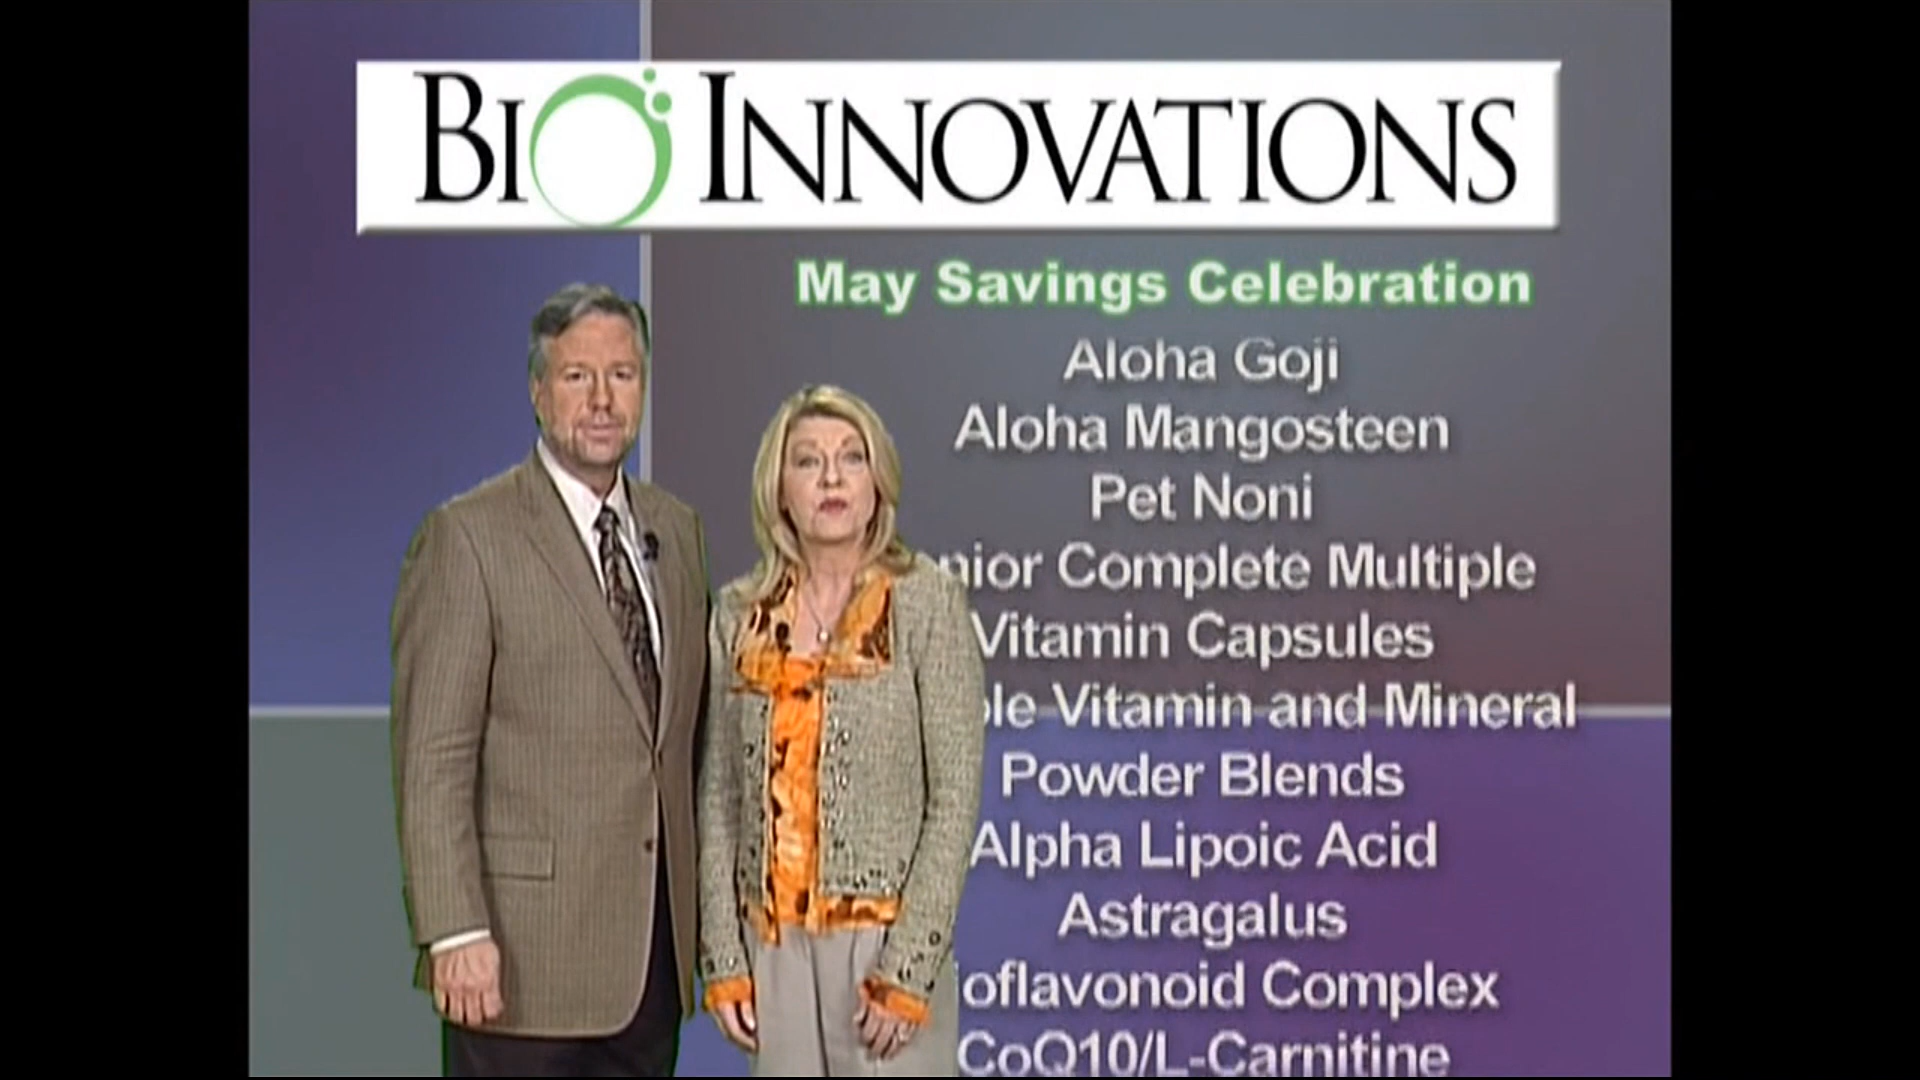 BIO INNOVATIONS
May Savings Celebration
Aloha Goji
Aloha Mangosteen
Pet Noni
Complete Multiple
Vitamin Capsules
Vitamin and Mineral
Powder Blends
Alpha Lipoic Acid
Astragalus
Complex
CoQ10/L-Carnitine